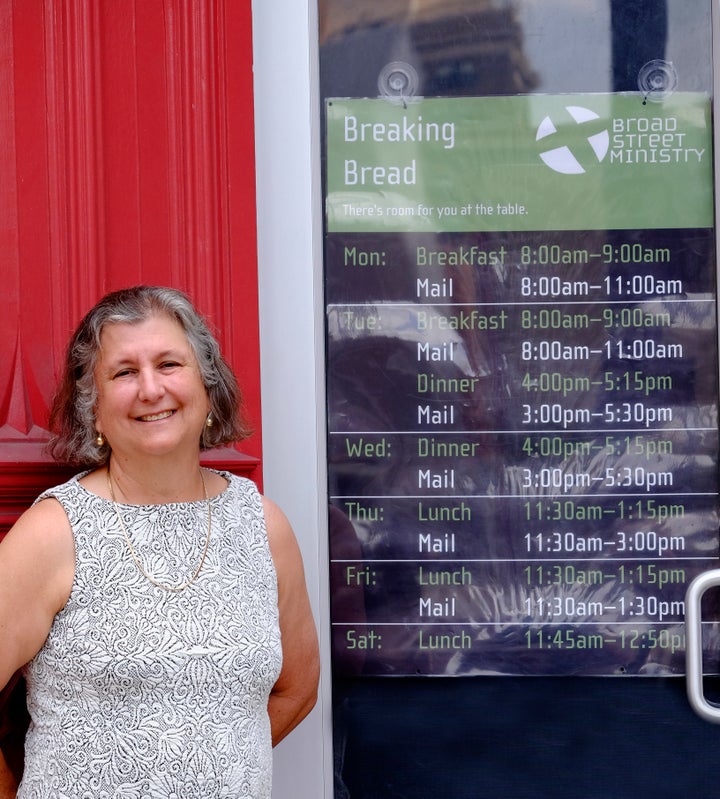 Breaking
Bread
BROAD
STREET
MINISTRY
There's room for you at the table.
Mon: Breakfast 8:00am–9:00am
Mail 8:00am–11:00am
Tue: Breakfast 8:00am–9:00am
Mail 8:00am–11:00am
Dinner 4:00pm–5:15pm
Mail 3:00pm–5:30pm
Wed: Dinner 4:00pm–5:15pm
Mail 3:00pm–5:30pm
Thu: Lunch 11:30am–1:15pm
Mail 11:30am–3:00pm
Fri: Lunch 11:30am–1:15pm
Mail 11:30am–1:30pm
Sat: Lunch 11:45am–12:50p